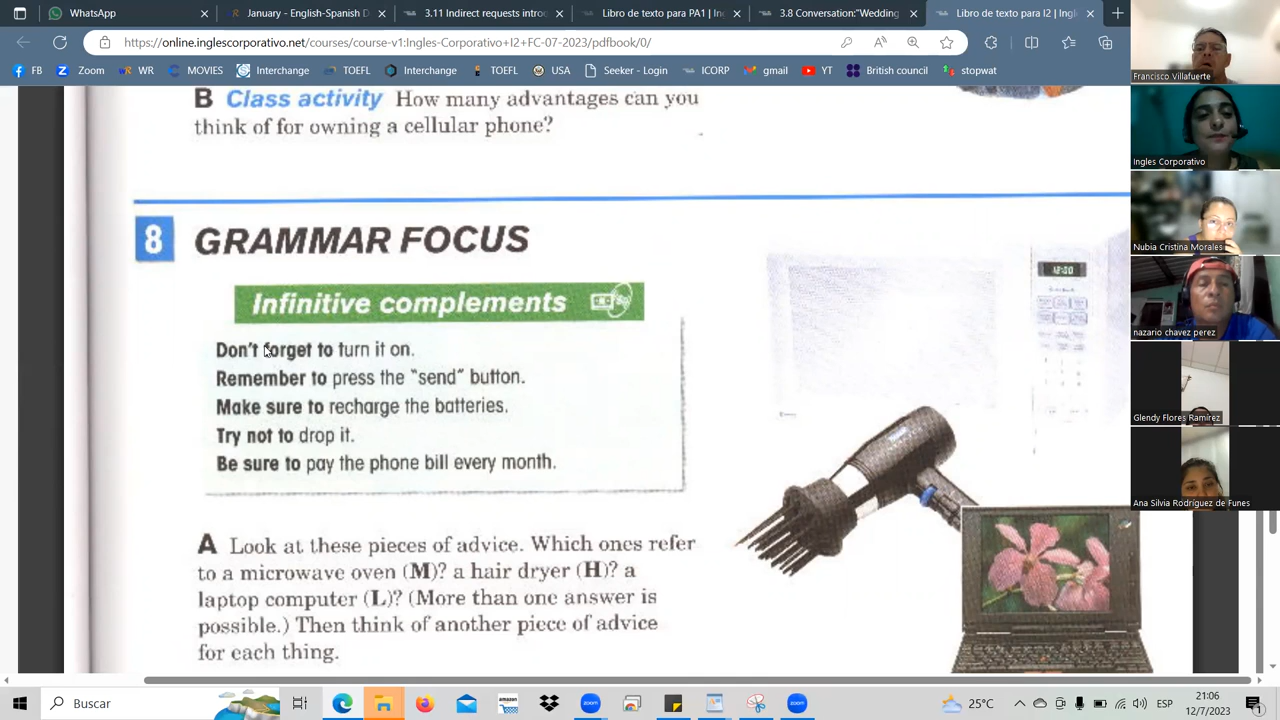 WhatsApp
January - English-Spanish D
3.11 Indirect requests intro
Libro de texto para PA1 | Ing
3.8 Conversation:"Wedding
Libro de texto para I2 | Ingle
https://online.inglescorporativo.net/courses/course-v1:Ingles-Corporativo+I2+FC-07-2023/pdfbook/0/
FB
Zoom
WR
MOVIES
Interchange
TOEFL
Interchange
TOEFL
USA
Seeker - Login
ICORP
gmail
YT
British council
stopwat
B Class activity How many advantages can you
think of for owning a cellular phone?
8 GRAMMAR FOCUS
Infinitive complements
Don't forget to turn it on.
Remember to press the "send" button.
Make sure to recharge the batteries.
Try not to drop it.
Be sure to pay the phone bill every month.
A Look at these pieces of advice. Which ones refer
to a microwave oven (M)? a hair dryer (H)? a
laptop computer (L)? (More than one answer is
possible.) Then think of another piece of advice
for each thing.
Francisco Villafuerte
Ingles Corporativo
Nubia Cristina Morales
nazario chavez perez
Glendy Flores Ramírez
Ana Silvia Rodríguez de Funes
Buscar
25°C
ESP
21:06
12/7/2023